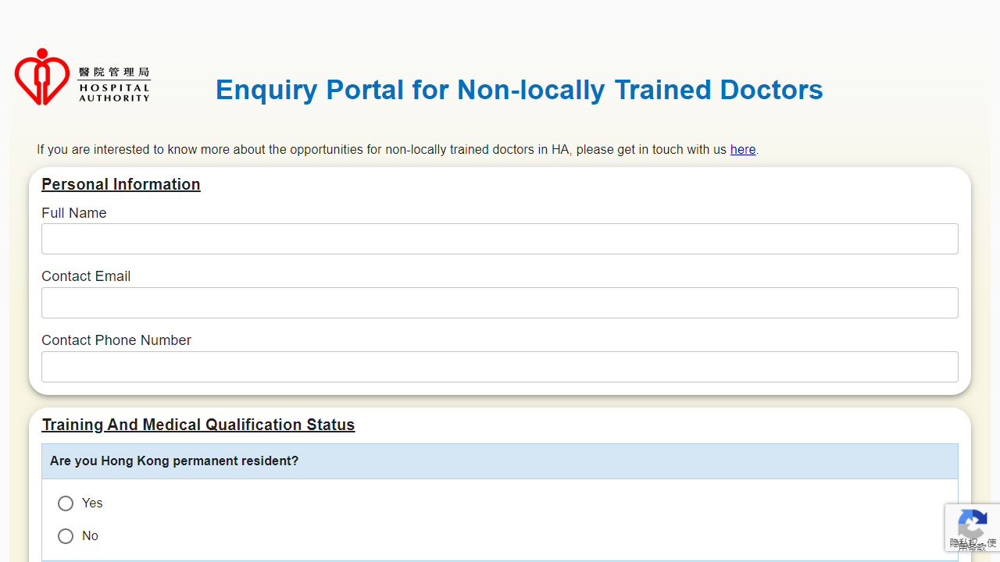 醫院管理局
HOSPITAL
AUTHORITY
Enquiry Portal for Non-locally Trained Doctors
If you are interested to know more about the opportunities for non-locally trained doctors in HA, please get in touch with us here.
Personal Information
Full Name
Contact Email
Contact Phone Number
Training And Medical Qualification Status
Are you Hong Kong permanent resident?
Yes
No
隐私权 - 使
用条款